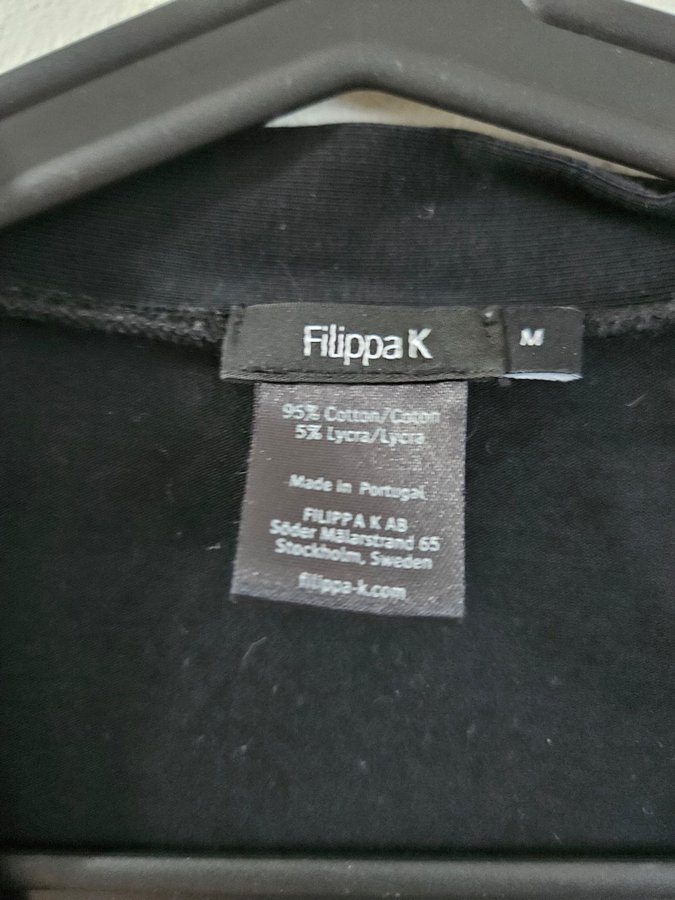 Filippa K
M
95% Cotton/Coton
5% Lycra/Lycra
Made in Portugal
FILIPPA K AB
Söder Mälarstrand 65
Stockholm, Sweden
filippa-k.com